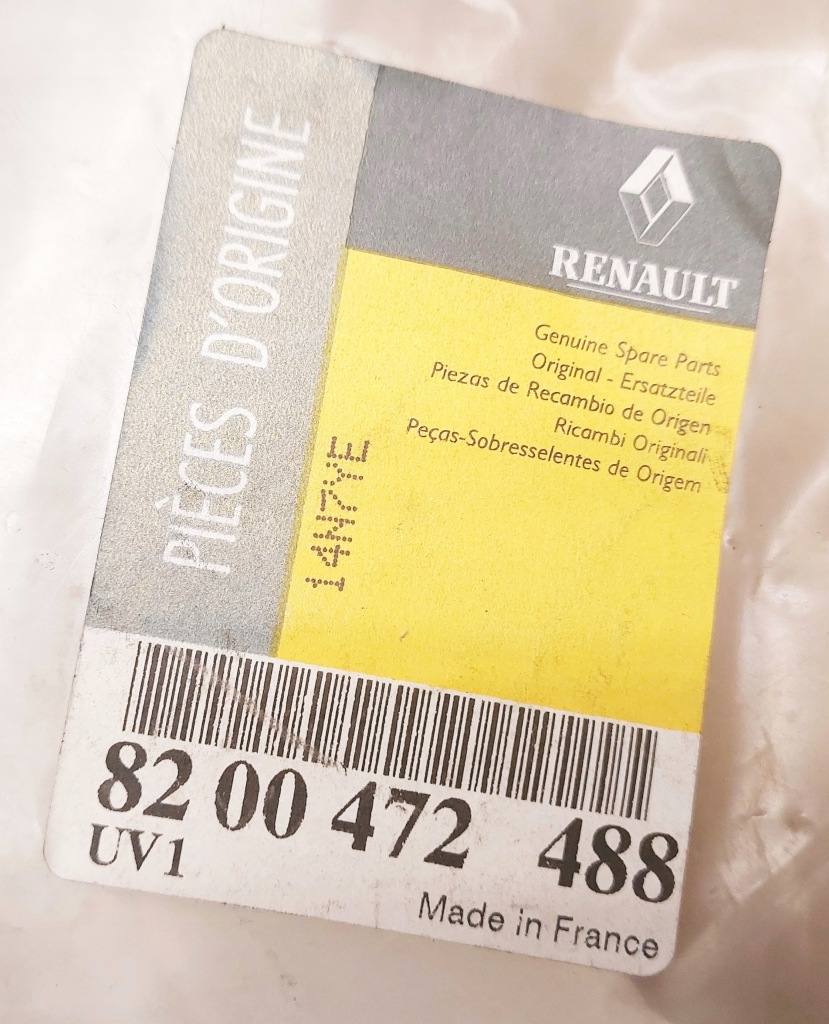 PIÈCES D'ORIGINE
RENAULT
Genuine Spare Parts
Original - Ersatzteile
Piezas de Recambio de Origen
Ricambi Originali
Peças-Sobresselentes de Origem
14N7YE
82 00 472 488
UV1
Made in France